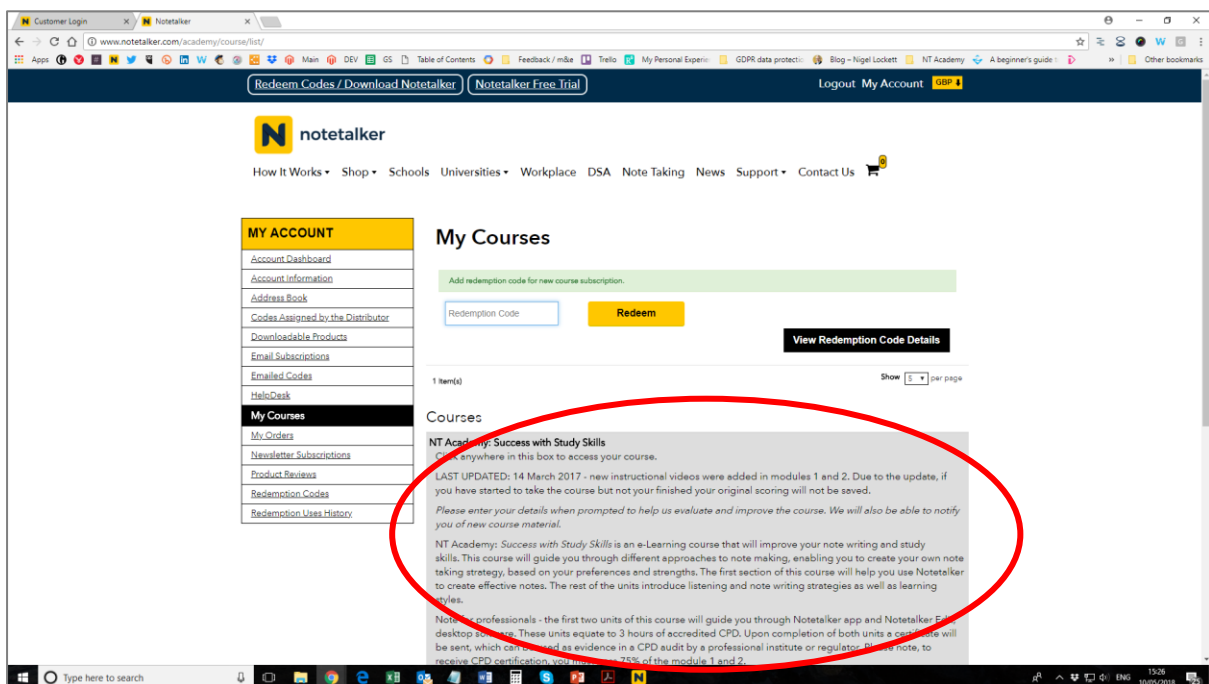 Customer Login
Notetalker
www.notetalker.com/academy/course/list/
Apps
Main
DEV
GS
Table of Contents
Feedback / m&e
Trello
My Personal Experie
GDPR data protectio
Blog – Nigel Lockett
NT Academy
A beginner's guide
Other bookmarks
Redeem Codes / Download Notetalker
Notetalker Free Trial
Logout My Account GBP
notetalker
How It Works Shop Schools Universities Workplace DSA Note Taking News Support Contact Us 0
MY ACCOUNT
Account Dashboard
Account Information
Address Book
Codes Assigned by the Distributor
Downloadable Products
Email Subscriptions
Emailed Codes
HelpDesk
My Courses
My Orders
Newsletter Subscriptions
Product Reviews
Redemption Codes
Redemption Uses History
My Courses
Add redemption code for new course subscription.
Redemption Code
Redeem
View Redemption Code Details
1 Item(s)
Show 5 per page
Courses
NT Academy: Success with Study Skills
Click anywhere in this box to access your course.
LAST UPDATED: 14 March 2017 - new instructional videos were added in modules 1 and 2. Due to the update, if
you have started to take the course but not your finished your original scoring will not be saved.
Please enter your details when prompted to help us evaluate and improve the course. We will also be able to notify
you of new course material.
NT Academy: Success with Study Skills is an e-Learning course that will improve your note writing and study
skills. This course will guide you through different approaches to note making, enabling you to create your own note
taking strategy, based on your preferences and strengths. The first section of this course will help you use Notetalker
to create effective notes. The rest of the units introduce listening and note writing strategies as well as learning
styles.
Note for professionals - the first two units of this course will guide you through Notetalker app and Notetalker Edit
desktop software. These units equate to 3 hours of accredited CPD. Upon completion of both units a certificate will
be sent, which can be used as evidence in a CPD audit by a professional institute or regulator. Please note, to
receive CPD certification, you must 75% of the module 1 and 2.
Type here to search
ENG
15:26
10/05/2018